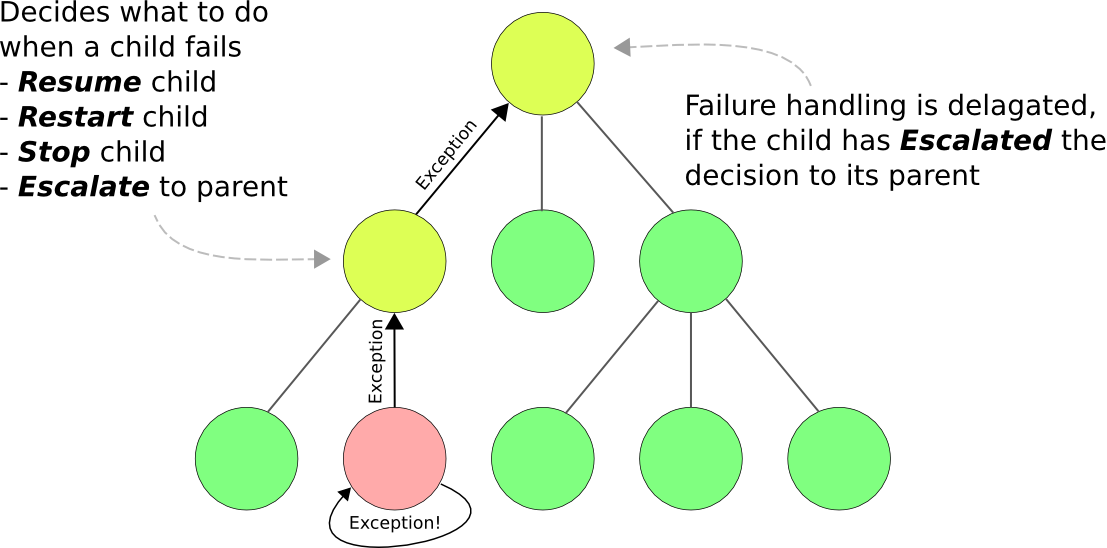 Decides what to do
when a child fails
- Resume child
- Restart child
- Stop child
- Escalate to parent
Failure handling is delagated,
if the child has Escalated the
decision to its parent
Exception
Exception
Exception!